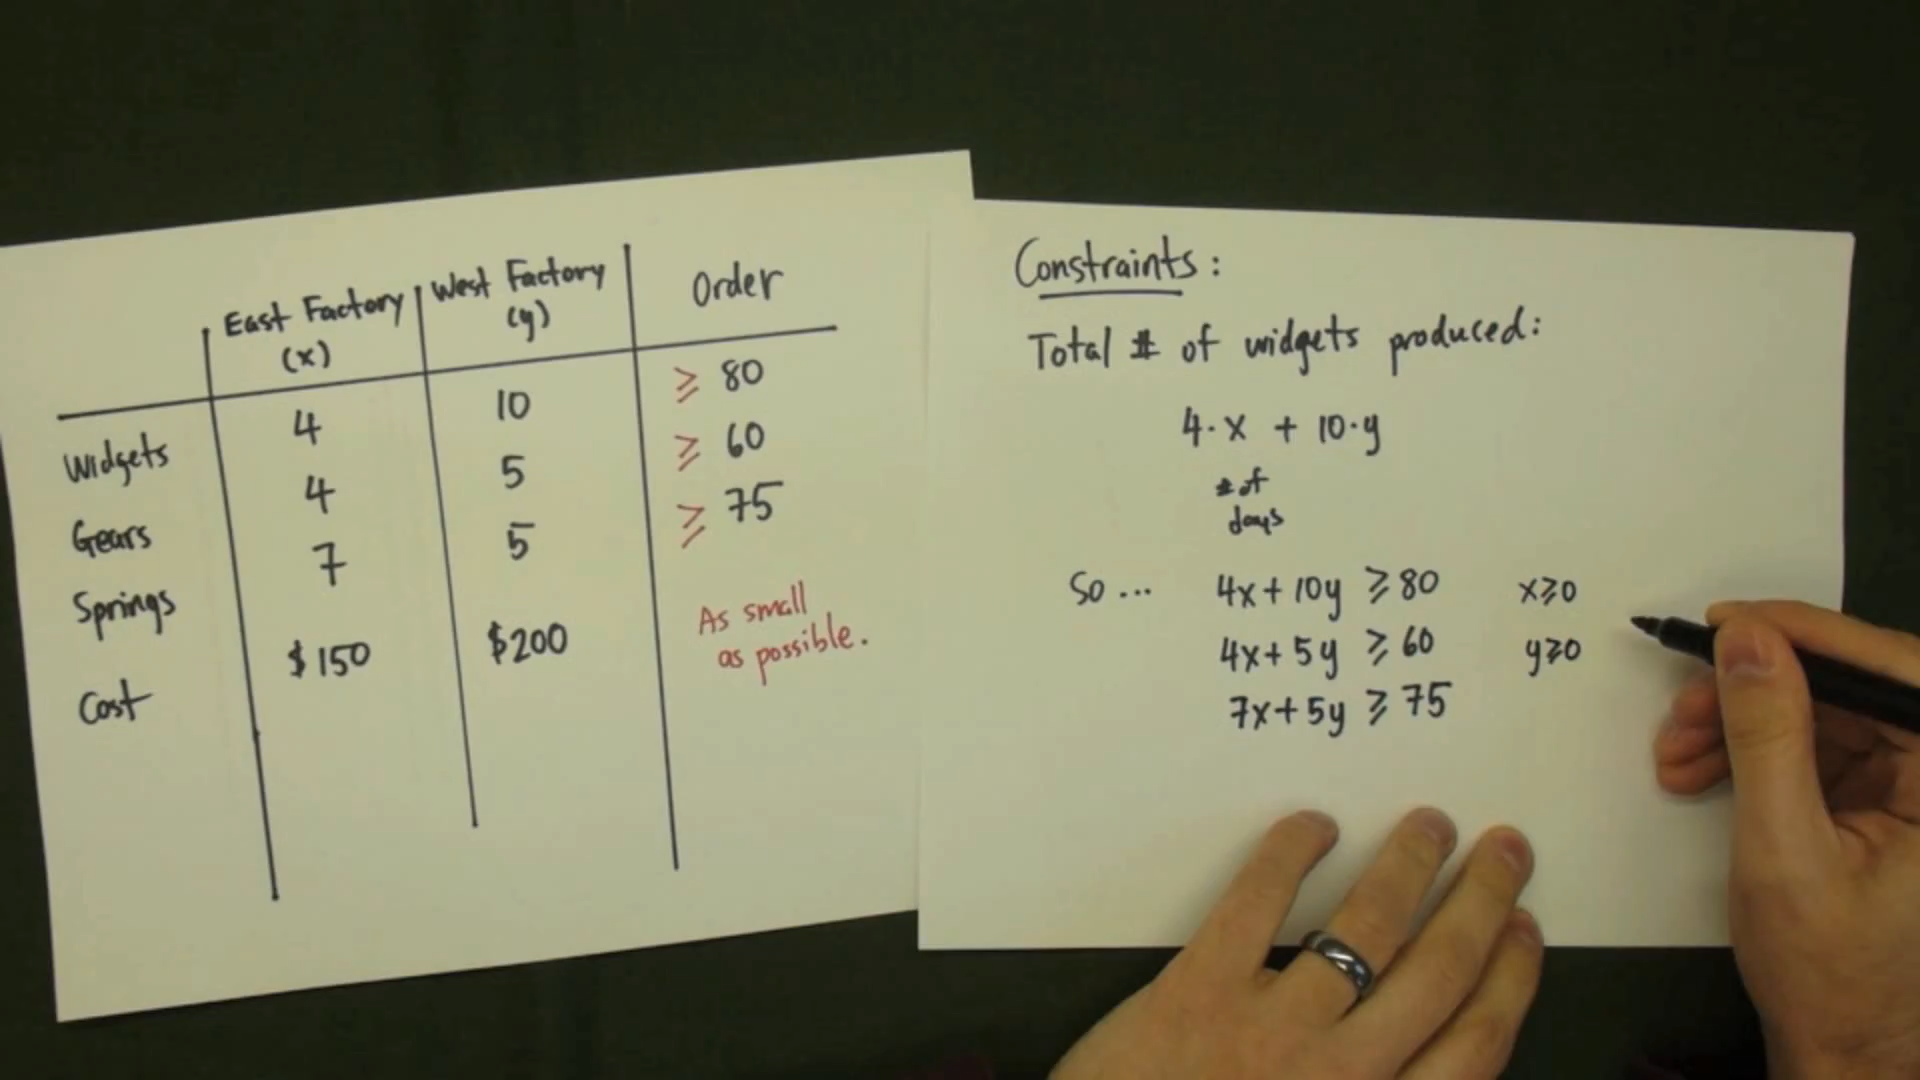 East Factory (x) West Factory (y) Order
Widgets 4 10 ≥ 80
Gears 4 5 ≥ 60
Springs 7 5 ≥ 75
Cost $150 $200 As small as possible.
Constraints:
Total # of widgets produced:
4·x + 10·y
# of
days
So ... 4x+10y ≥ 80 x≥0
4x+5y ≥ 60 y≥0
7x+5y ≥ 75